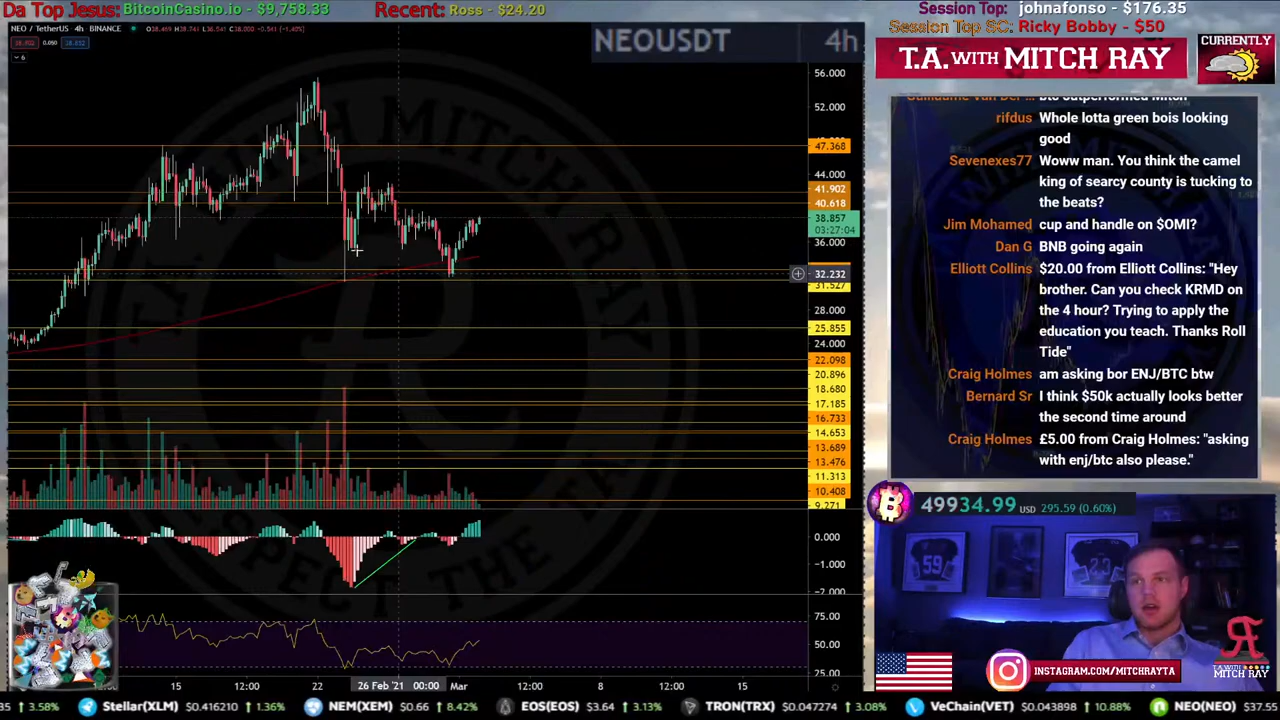 Da Top Jesus: BitcoinCasino.io - $9,758.33
Recent: Ross - $24.20
Session Top: johnafonso - $176.35
Session Top SC: Ricky Bobby - $50
NEO / TetherUS 4h BINANCE
NEOUSDT 4h
T.A. WITH MITCH RAY
CURRENTLY
56.000
52.000
47.368
44.000
41.902
40.618
38.857
03:27:04
36.000
32.232
31.527
28.000
25.855
24.000
22.098
20.896
18.680
17.185
16.733
14.653
13.689
13.476
11.313
10.408
9.271
0.000
-1.000
-2.000
75.00
50.00
25.00
15
12:00
22
26 Feb '21 00:00
Mar
12:00
8
12:00
15
rifdus Whole lotta green bois looking
good
Sevenexes77 Woww man. You think the camel
king of searcy county is tucking to
the beats?
Jim Mohamed cup and handle on $OMI?
Dan G BNB going again
Elliott Collins $20.00 from Elliott Collins: "Hey
brother. Can you check KRMD on
the 4 hour? Trying to apply the
education you teach. Thanks Roll
Tide"
Craig Holmes am asking bor ENJ/BTC btw
Bernard Sr I think $50k actually looks better
the second time around
Craig Holmes £5.00 from Craig Holmes: "asking
with enj/btc also please."
49934.99 USD 295.59 (0.60%)
59
INSTAGRAM.COM/MITCHRAYTA
T.A. WITH
MITCH RAY
3.58%
Stellar(XLM) $0.416210 1.36%
NEM(XEM) $0.66 8.42%
EOS(EOS) $3.64 3.13%
TRON(TRX) $0.047274 3.08%
VeChain(VET) $0.043898 10.88%
NEO(NEO) $37.55